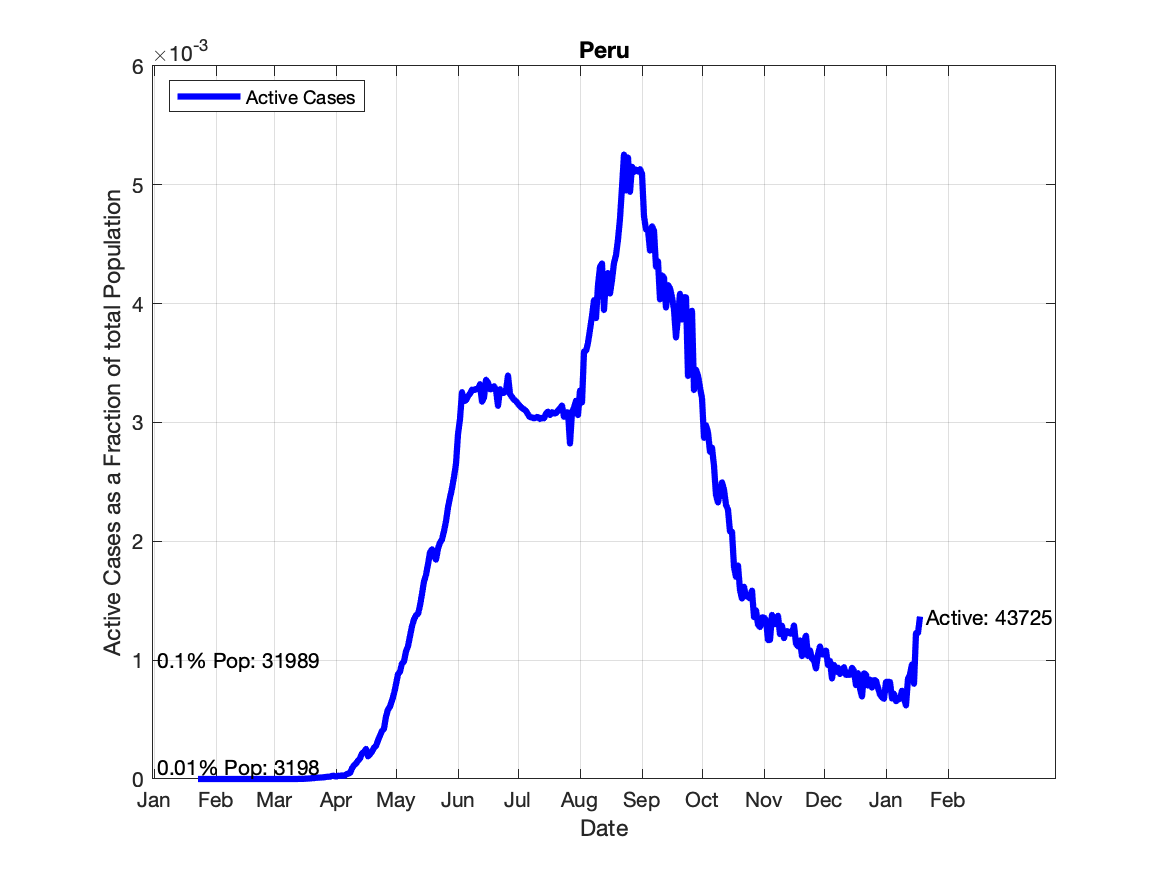 Peru
×10-3
Active Cases
6
5
4
3
2
1
0
Active Cases as a Fraction of total Population
0.1% Pop: 31989
0.01% Pop: 3198
Active: 43725
Jan Feb Mar Apr May Jun Jul Aug Sep Oct Nov Dec Jan Feb
Date